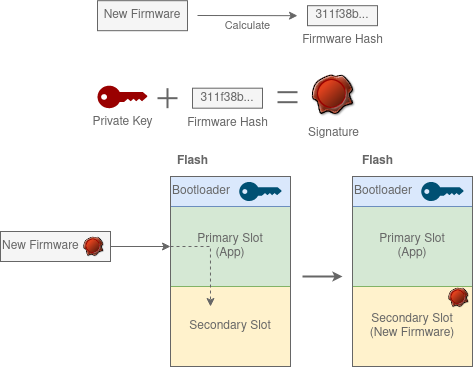 New Firmware
Calculate
311f38b...
Firmware Hash
311f38b...
Private Key
Firmware Hash
Signature
Flash
Flash
Bootloader
Bootloader
New Firmware
Primary Slot
(App)
Primary Slot
(App)
Secondary Slot
Secondary Slot
(New Firmware)